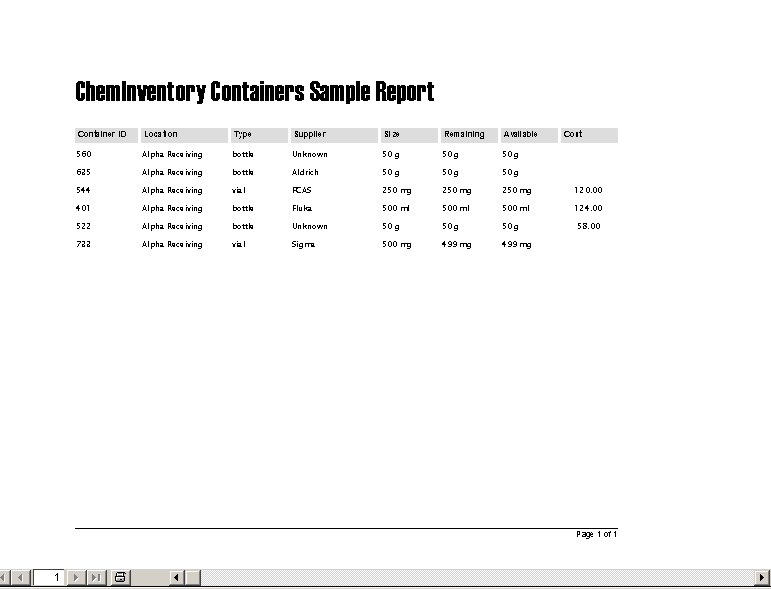 ChemInventory Containers Sample Report
Container ID Location Type Supplier Size Remaining Available Cost
560 Alpha Receiving bottle Unknown 50 g 50 g 50 g
625 Alpha Receiving bottle Aldrich 50 g 50 g 50 g
544 Alpha Receiving vial FCAS 250 mg 250 mg 250 mg 120.00
401 Alpha Receiving bottle Fluka 500 ml 500 ml 500 ml 124.00
522 Alpha Receiving bottle Unknown 50 g 50 g 50 g 58.00
722 Alpha Receiving vial Sigma 500 mg 499 mg 499 mg
Page 1 of 1
1